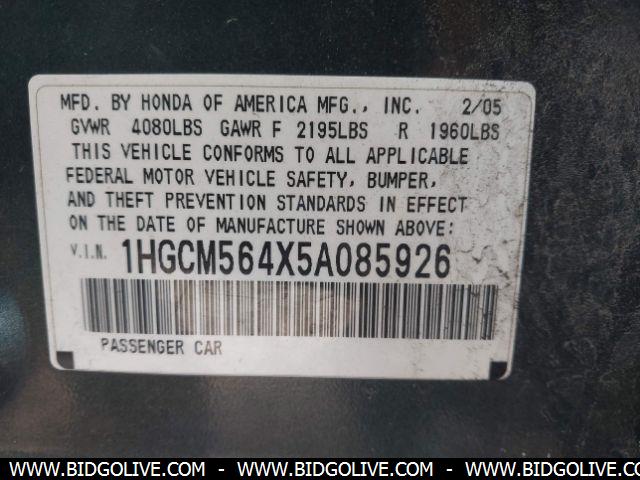 MFD. BY HONDA OF AMERICA MFG., INC. 2/05
GVWR 4080LBS GAWR F 2195LBS R 1960LBS
THIS VEHICLE CONFORMS TO ALL APPLICABLE
FEDERAL MOTOR VEHICLE SAFETY, BUMPER,
AND THEFT PREVENTION STANDARDS IN EFFECT
ON THE DATE OF MANUFACTURE SHOWN ABOVE:
V.I.N. 1HGCM564X5A085926
PASSENGER CAR
WWW.BIDGOLIVE.COM - WWW.BIDGOLIVE.COM - WWW.BIDGOLIVE.COM